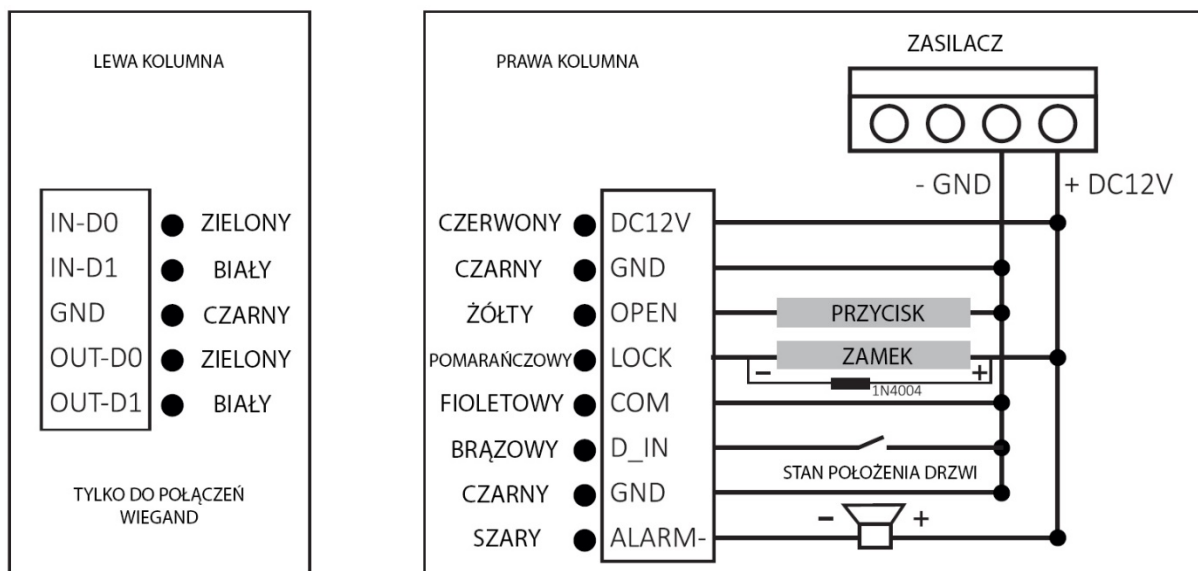 LEWA KOLUMNA
IN-D0 ZIELONY
IN-D1 BIAŁY
GND CZARNY
OUT-D0 ZIELONY
OUT-D1 BIAŁY
TYLKO DO POŁĄCZEŃ
WIEGAND
PRAWA KOLUMNA
ZASILACZ
- GND + DC12V
CZERWONY DC12V
CZARNY GND
ŻÓŁTY OPEN PRZYCISK
POMARAŃCZOWY LOCK ZAMEK
- +
1N4004
FIOLETOWY COM
BRĄZOWY D_IN
STAN POŁOŻENIA DRZWI
CZARNY GND
SZARY ALARM- - +